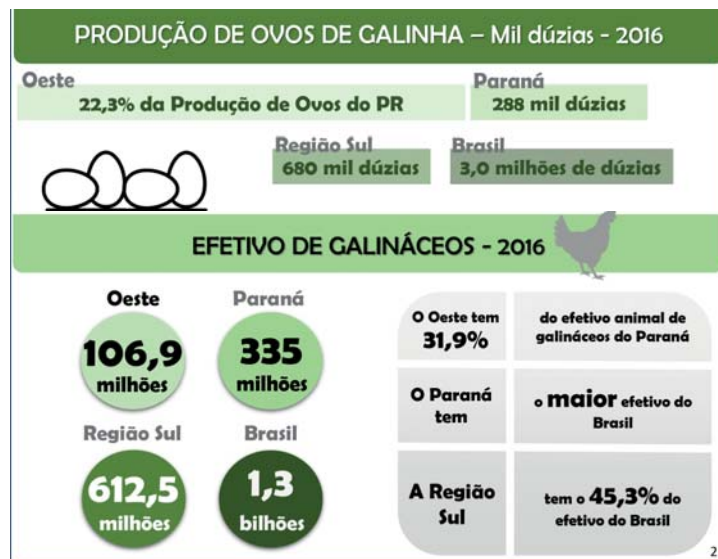 PRODUÇÃO DE OVOS DE GALINHA – Mil dúzias - 2016
Oeste
22,3% da Produção de Ovos do PR
Paraná
288 mil dúzias
Região Sul
680 mil dúzias
Brasil
3,0 milhões de dúzias
EFETIVO DE GALINÁCEOS - 2016
Oeste
106,9
milhões
Paraná
335
milhões
Região Sul
612,5
milhões
Brasil
1,3
bilhões
O Oeste tem
31,9%
do efetivo animal de
galináceos do Paraná
O Paraná
tem
o maior efetivo do
Brasil
A Região
Sul
tem o 45,3% do
efetivo do Brasil
2